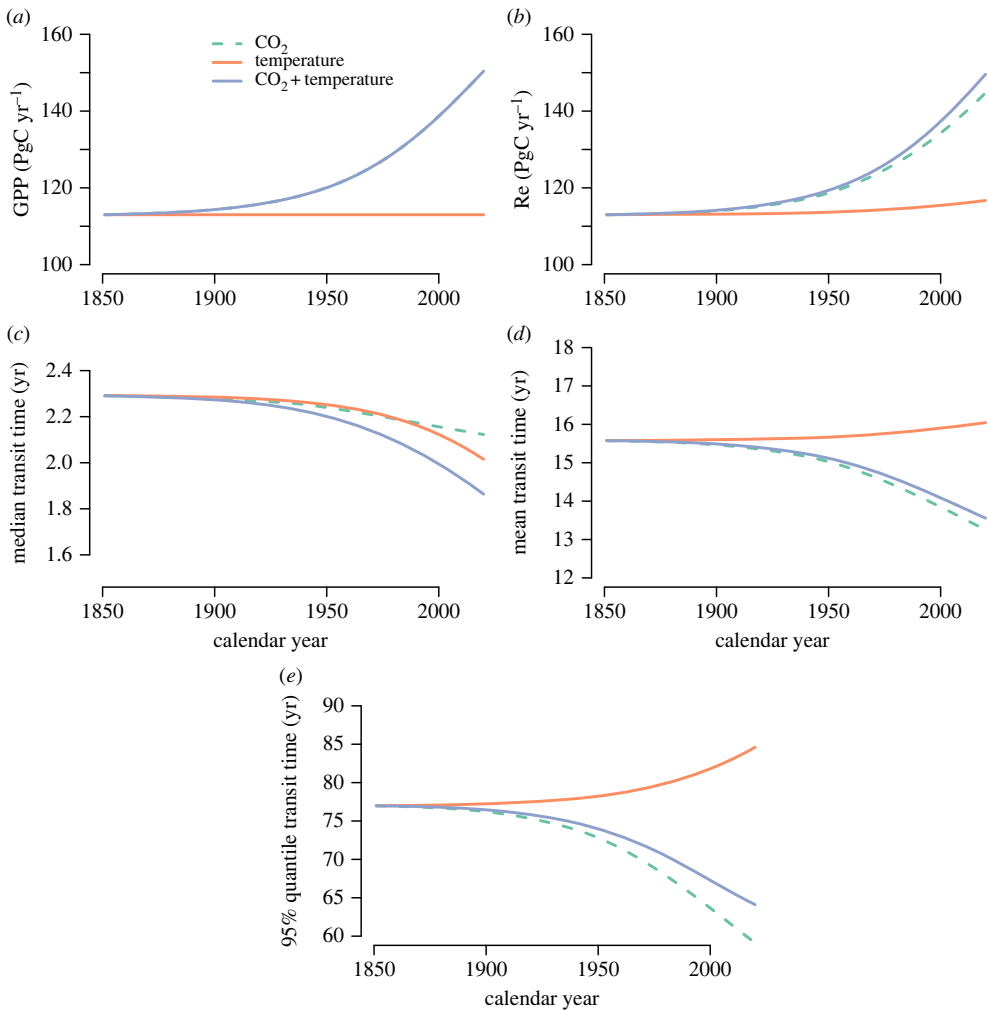 (a)
160
150
140
120
100
GPP (PgC yr⁻¹)
CO₂
temperature
CO₂ + temperature
1850 1900 1950 2000
(b)
160
140
120
100
Re (PgC yr⁻¹)
1850 1900 1950 2000
(c)
2.4
2.2
2.0
1.8
1.6
median transit time (yr)
1850 1900 1950 2000
calendar year
(d)
18
17
16
15
14
13
12
mean transit time (yr)
1850 1900 1950 2000
calendar year
(e)
90
85
80
75
70
65
60
95% quantile transit time (yr)
1850 1900 1950 2000
calendar year